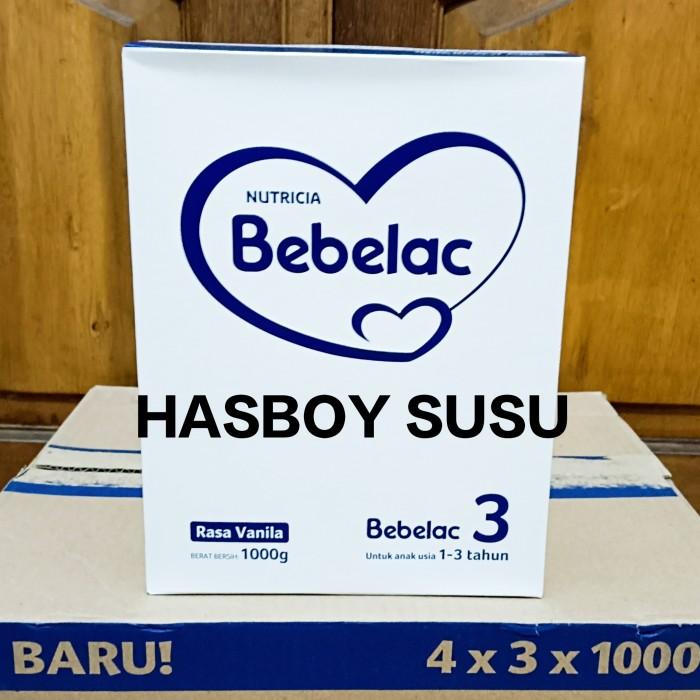 NUTRICIA
Bebelac
HASBOY SUSU
Rasa Vanila
BERAT BERSIH: 1000g
Bebelac 3
Untuk anak usia 1-3 tahun
BARU!
4 x 3 x 1000